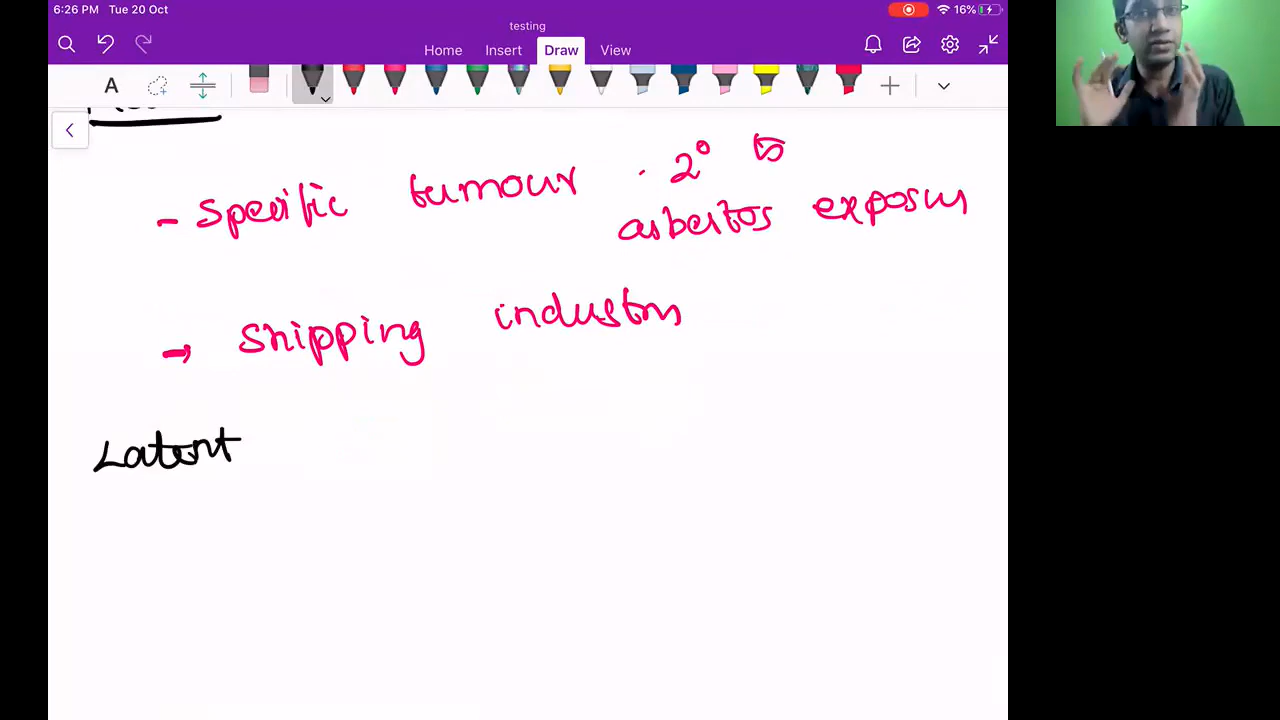 6:26 PM Tue 20 Oct
16%
testing
Home Insert Draw View
A
- Specific tumour . 2° to
asbestos exposur
- Shipping industry
Latent